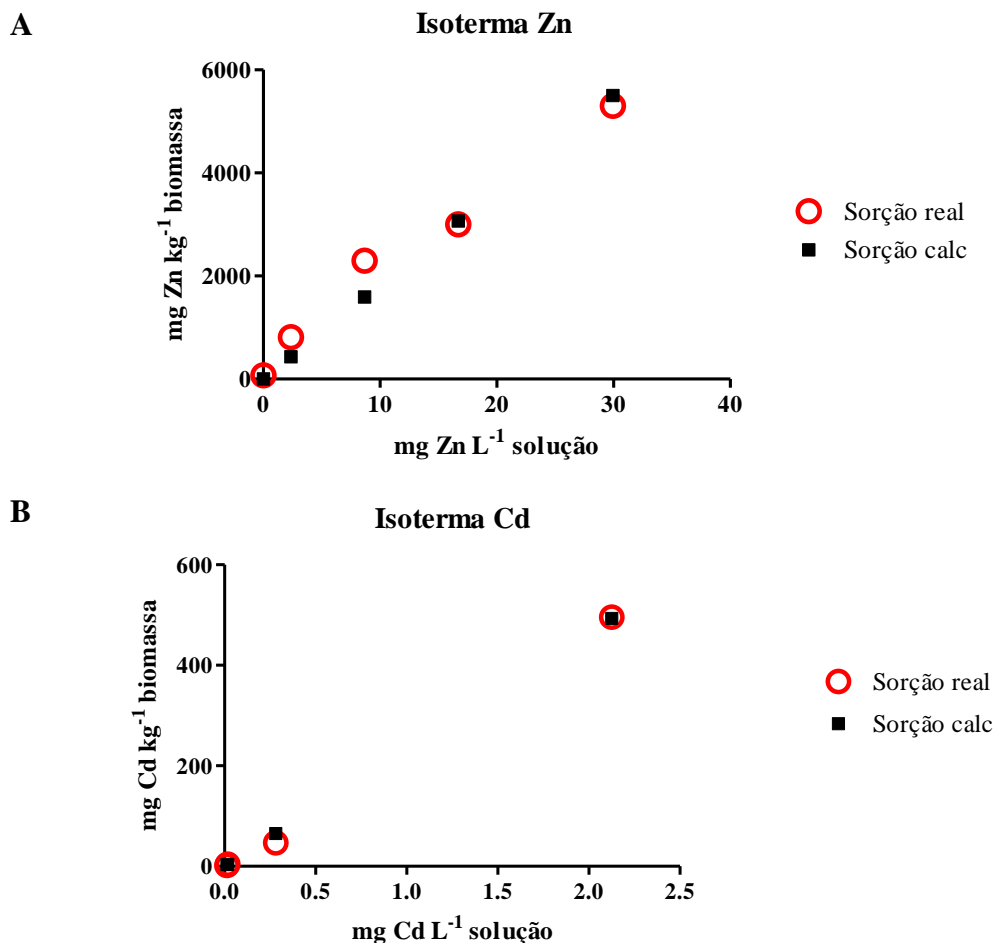 A
Isoterma Zn
6000
4000
2000
0
mg Zn kg⁻¹ biomassa
0 10 20 30 40
mg Zn L⁻¹ solução
Sorção real
Sorção calc
B
Isoterma Cd
600
400
200
0
mg Cd kg⁻¹ biomassa
0.0 0.5 1.0 1.5 2.0 2.5
mg Cd L⁻¹ solução
Sorção real
Sorção calc